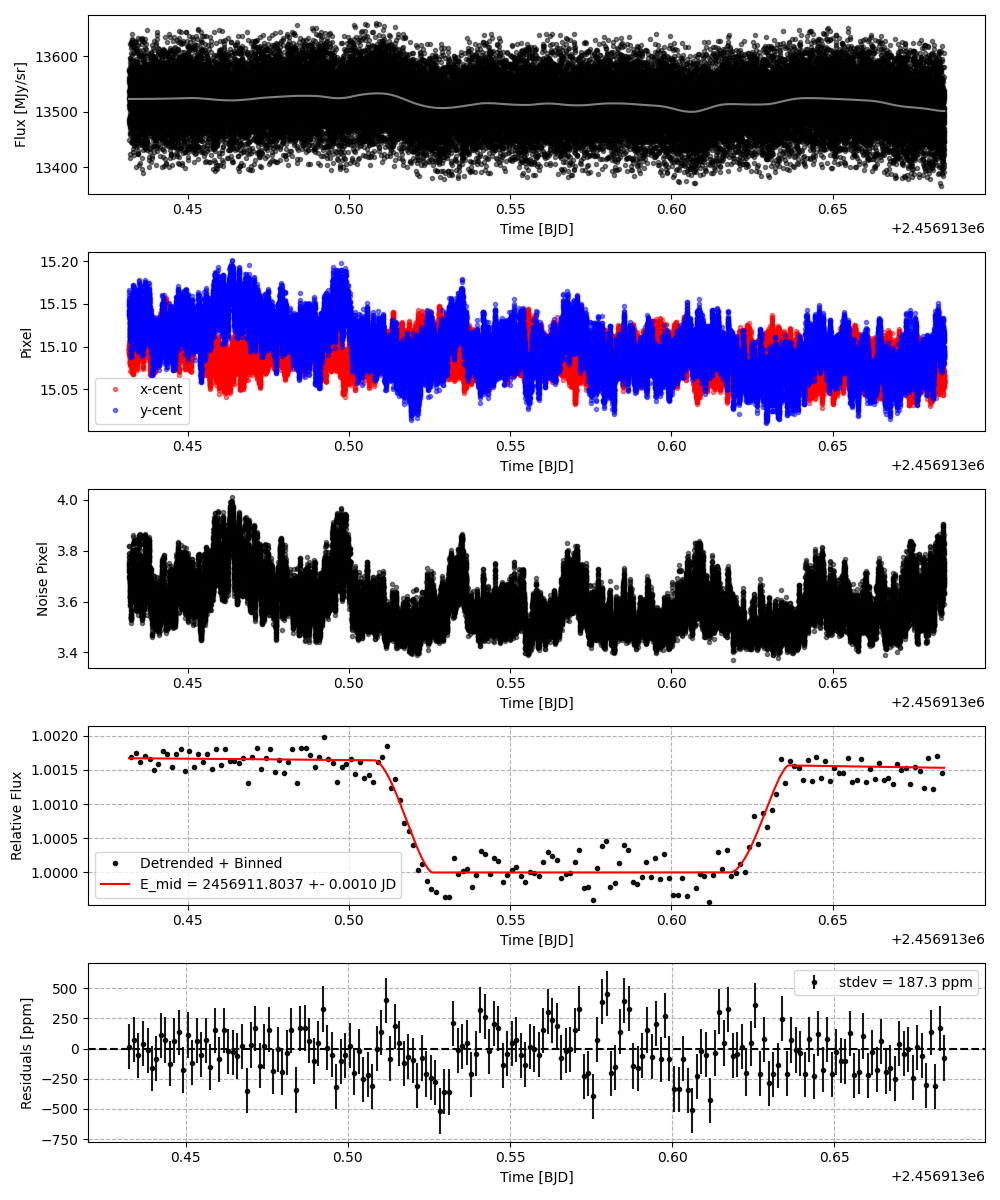 13600
13500
13400
Flux [MJy/sr]
0.45 0.50 0.55 0.60 0.65
Time [BJD]
+2.456913e6
15.20
15.15
15.10
15.05
Pixel
x-cent
y-cent
0.45 0.50 0.55 0.60 0.65
Time [BJD]
+2.456913e6
4.0
3.8
3.6
3.4
Noise Pixel
0.45 0.50 0.55 0.60 0.65
Time [BJD]
+2.456913e6
1.0020
1.0015
1.0010
1.0005
1.0000
Relative Flux
Detrended + Binned
E_mid = 2456911.8037 +- 0.0010 JD
0.45 0.50 0.55 0.60 0.65
Time [BJD]
+2.456913e6
500
250
0
−250
−500
−750
Residuals [ppm]
stdev = 187.3 ppm
0.45 0.50 0.55 0.60 0.65
Time [BJD]
+2.456913e6